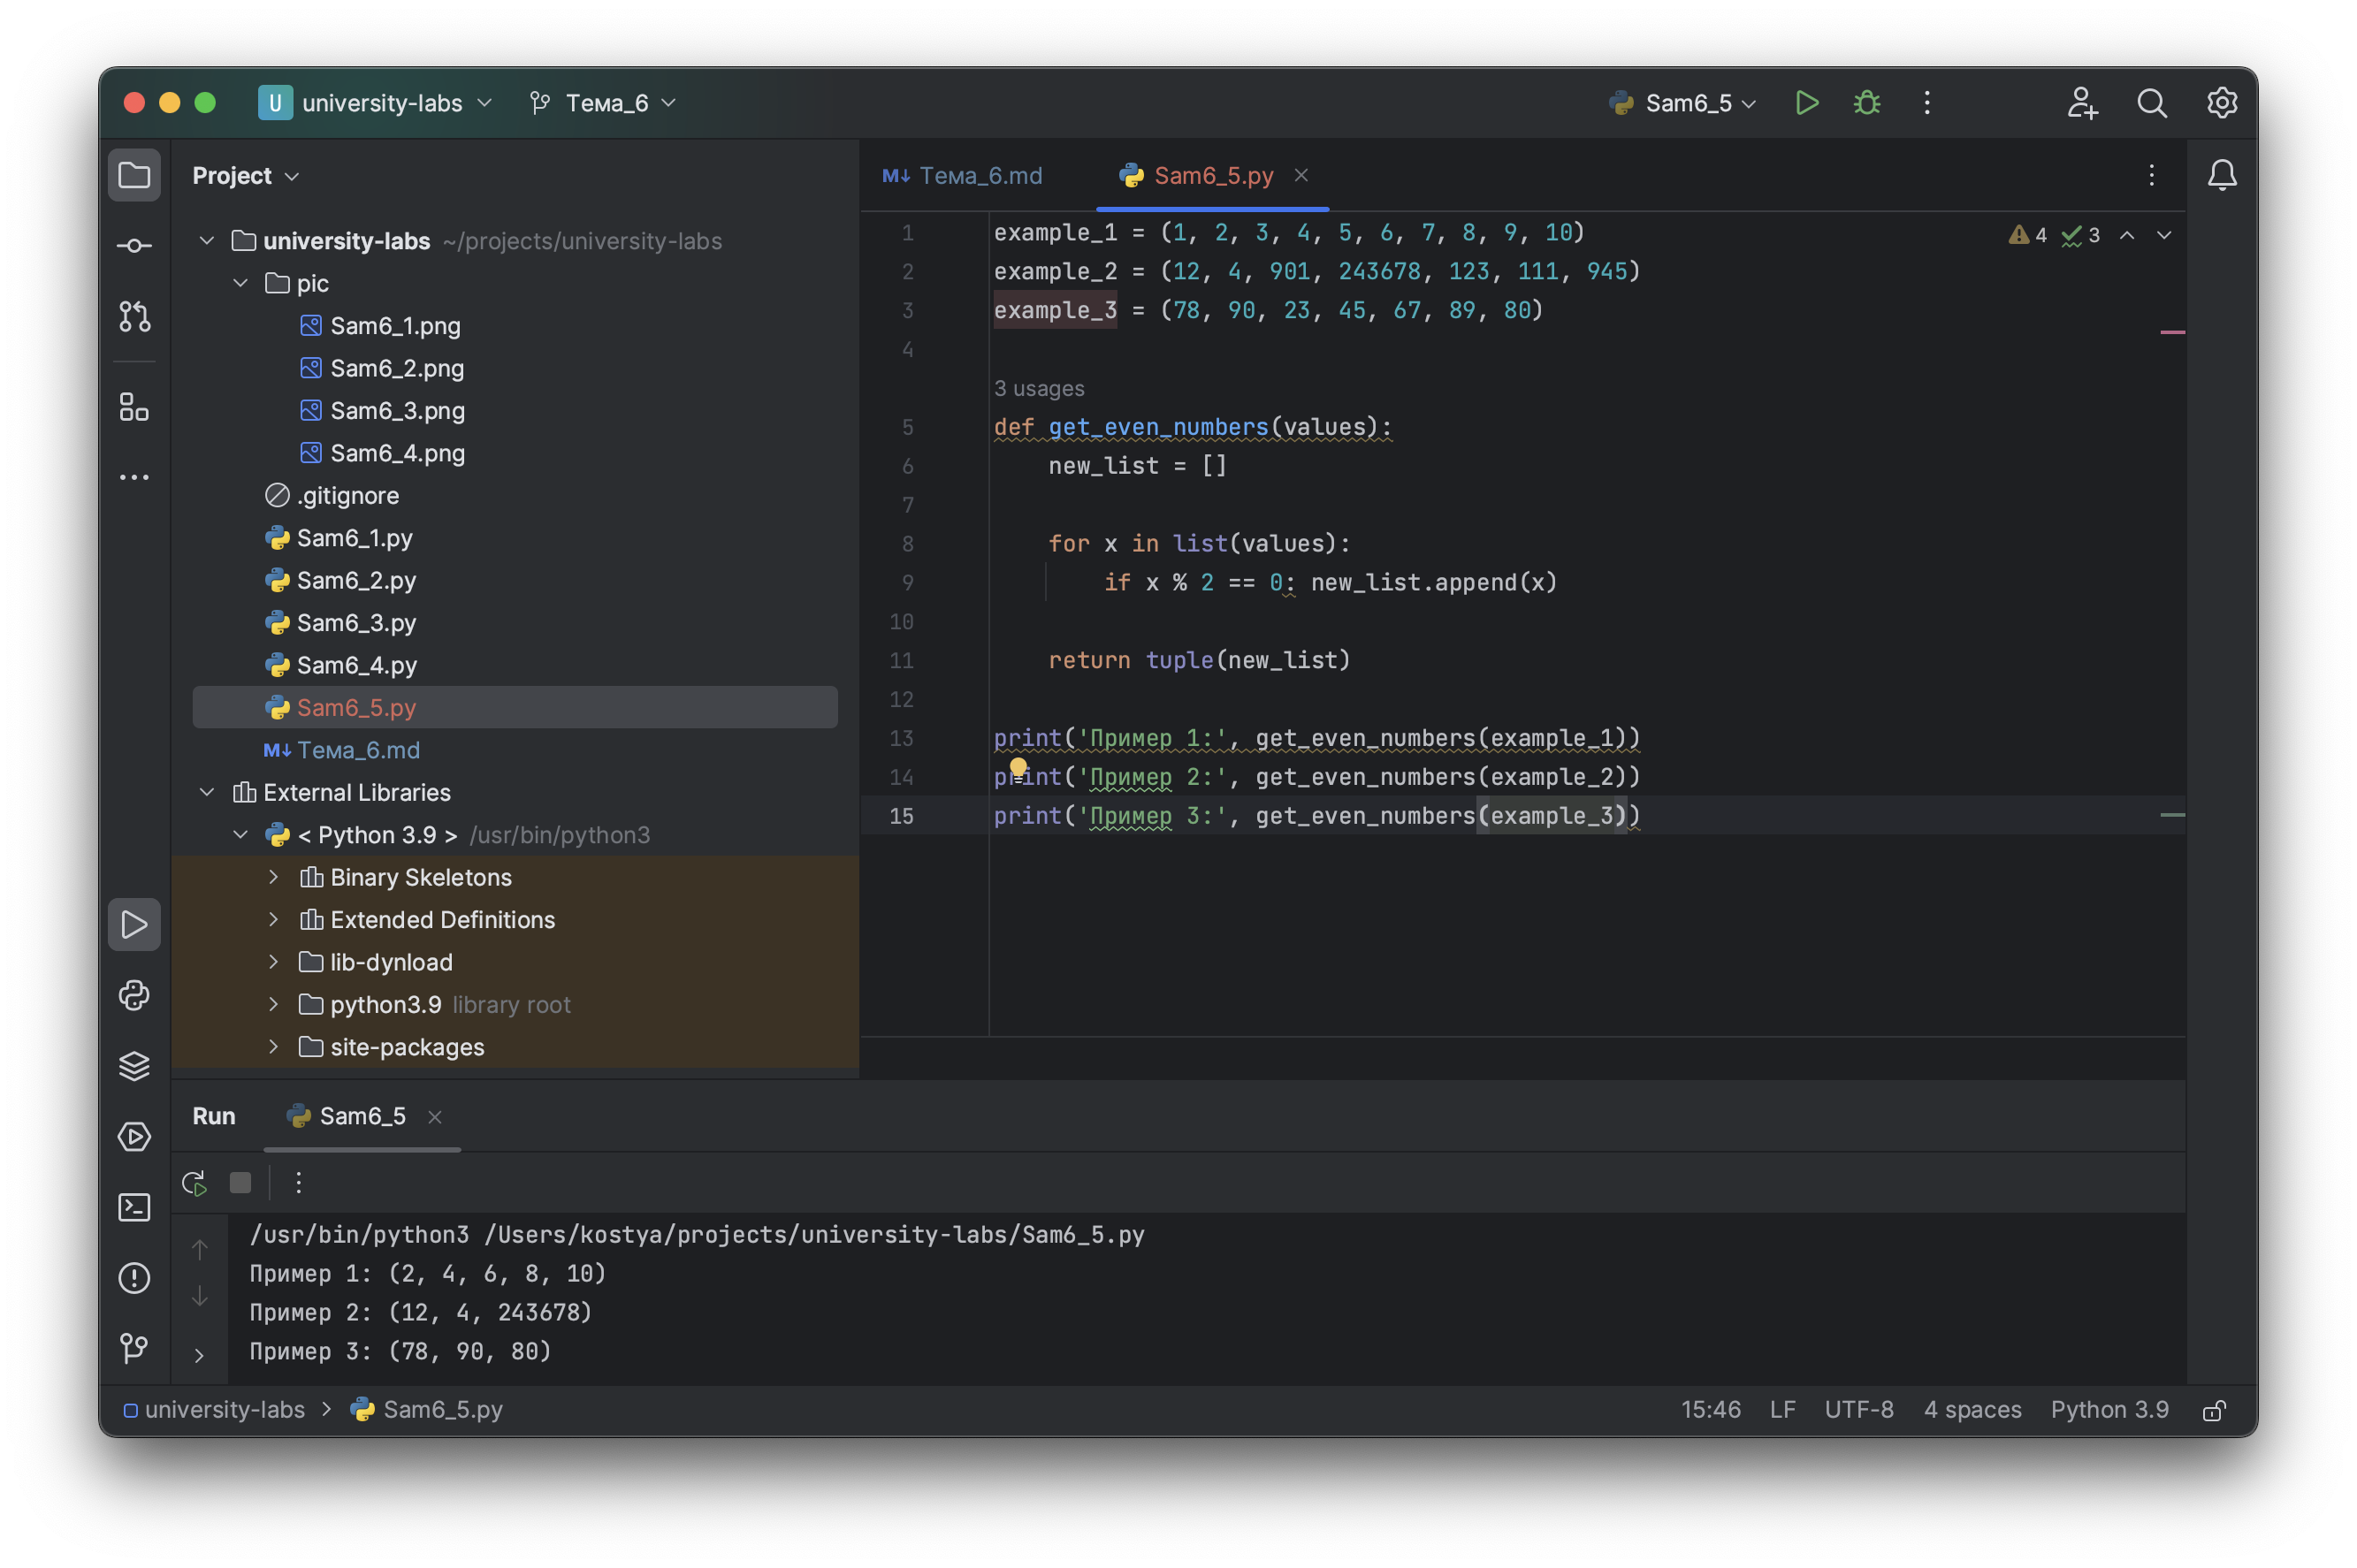 U university-labs Тема_6 Sam6_5
Project
university-labs ~/projects/university-labs
pic
Sam6_1.png
Sam6_2.png
Sam6_3.png
Sam6_4.png
.gitignore
Sam6_1.py
Sam6_2.py
Sam6_3.py
Sam6_4.py
Sam6_5.py
M↓ Тема_6.md
External Libraries
< Python 3.9 > /usr/bin/python3
Binary Skeletons
Extended Definitions
lib-dynload
python3.9 library root
site-packages
M↓ Тема_6.md Sam6_5.py
4 3
1 example_1 = (1, 2, 3, 4, 5, 6, 7, 8, 9, 10)
2 example_2 = (12, 4, 901, 243678, 123, 111, 945)
3 example_3 = (78, 90, 23, 45, 67, 89, 80)
4
3 usages
5 def get_even_numbers(values):
6 new_list = []
7
8 for x in list(values):
9 if x % 2 == 0: new_list.append(x)
10
11 return tuple(new_list)
12
13 print('Пример 1:', get_even_numbers(example_1))
14 print('Пример 2:', get_even_numbers(example_2))
15 print('Пример 3:', get_even_numbers(example_3))
Run Sam6_5
/usr/bin/python3 /Users/kostya/projects/university-labs/Sam6_5.py
Пример 1: (2, 4, 6, 8, 10)
Пример 2: (12, 4, 243678)
Пример 3: (78, 90, 80)
university-labs > Sam6_5.py 15:46 LF UTF-8 4 spaces Python 3.9